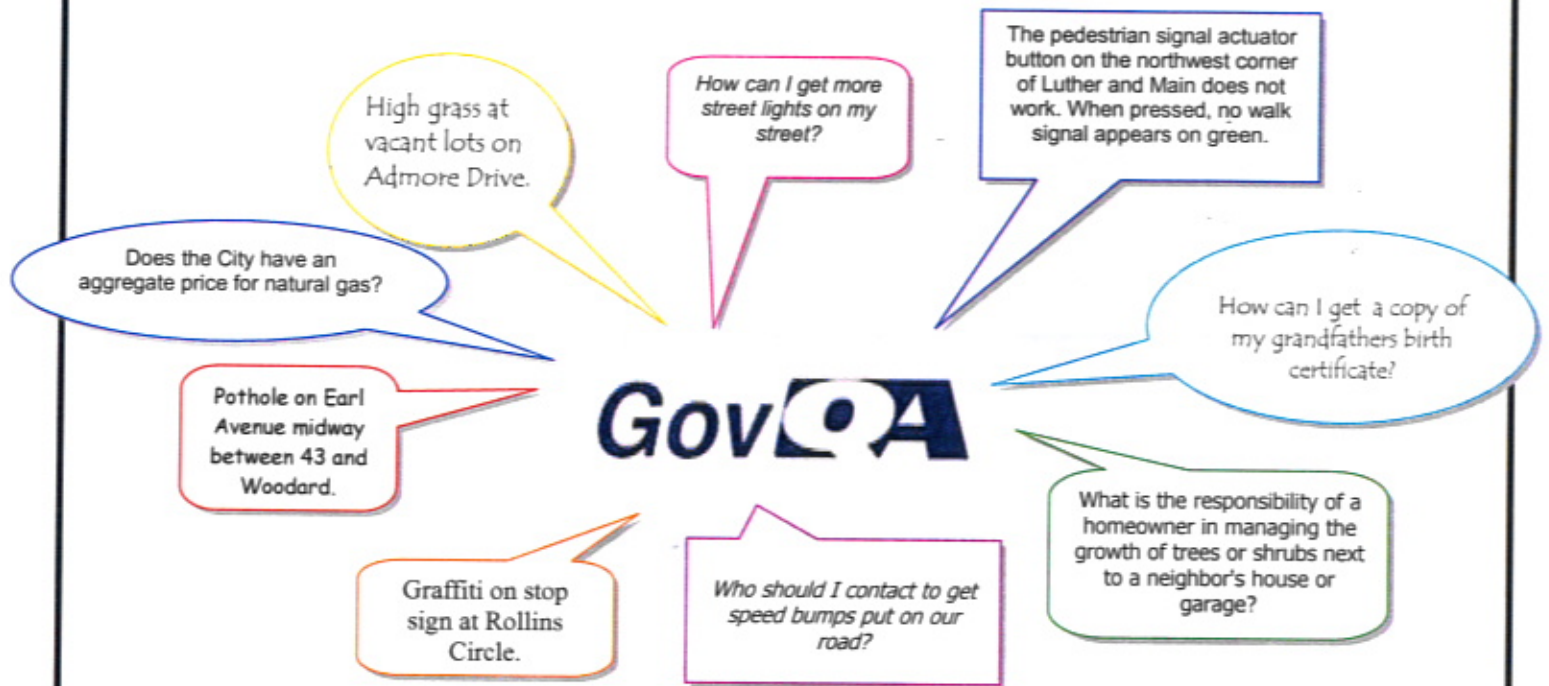 High grass at
vacant lots on
Admore Drive.
How can I get more
street lights on my
street?
The pedestrian signal actuator
button on the northwest corner
of Luther and Main does not
work. When pressed, no walk
signal appears on green.
Does the City have an
aggregate price for natural gas?
How can I get a copy of
my grandfathers birth
certificate?
Pothole on Earl
Avenue midway
between 43 and
Woodard.
GovQA
What is the responsibility of a
homeowner in managing the
growth of trees or shrubs next
to a neighbor's house or
garage?
Graffiti on stop
sign at Rollins
Circle.
Who should I contact to get
speed bumps put on our
road?